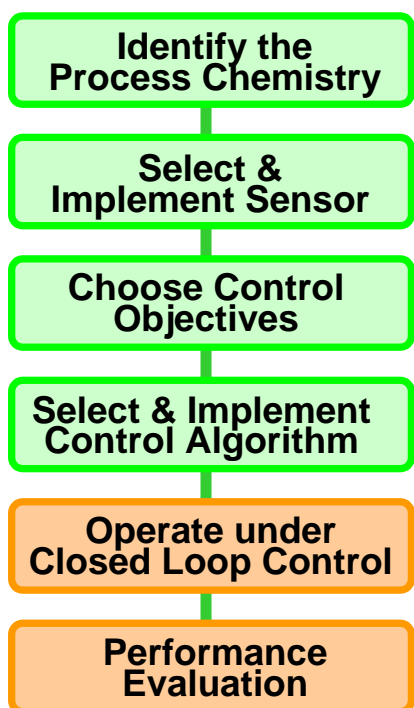 Identify the
Process Chemistry
Select &
Implement Sensor
Choose Control
Objectives
Select & Implement
Control Algorithm
Operate under
Closed Loop Control
Performance
Evaluation